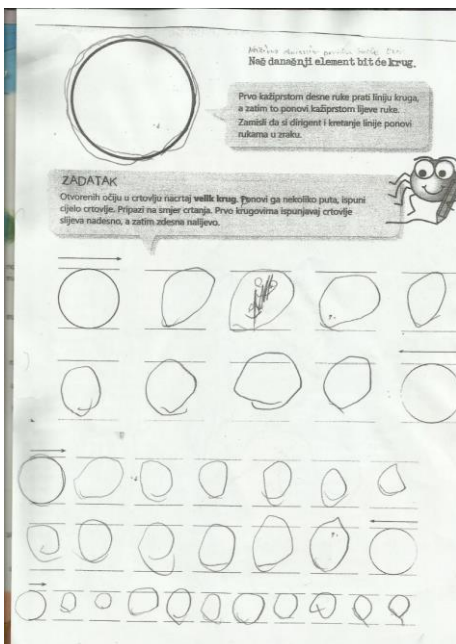 Naš današnji element bit će krug.
Prvo kažiprstom desne ruke prati liniju kruga,
a zatim to ponovi kažiprstom lijeve ruke.
Zamisli da si dirigent i kretanje linije ponovi
rukama u zraku.
ZADATAK
Otvorenih očiju u crtovlju nacrtaj velik krug. Ponovi ga nekoliko puta, ispuni
cijelo crtovlje. Pripazi na smjer crtanja. Prvo krugovima ispunjavaj crtovlje
slijeva nadesno, a zatim zdesna nalijevo.